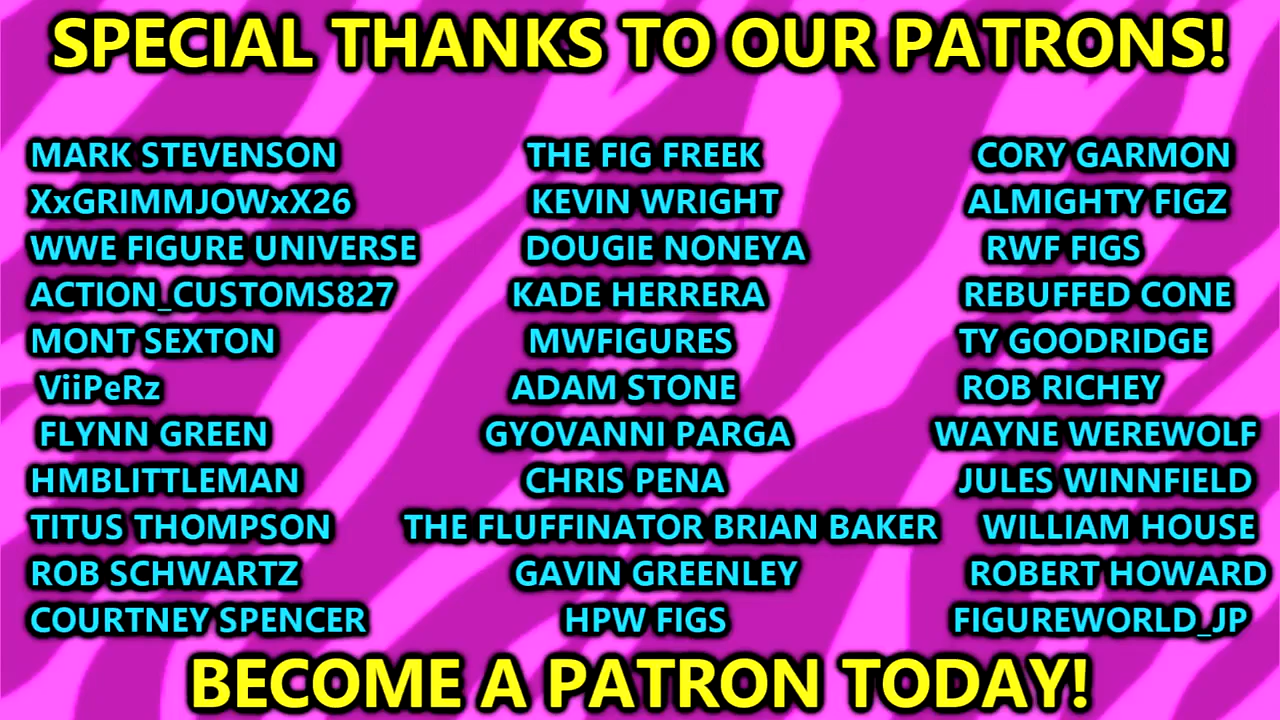 SPECIAL THANKS TO OUR PATRONS!
MARK STEVENSON THE FIG FREEK CORY GARMON
XxGRIMMJOWxX26 KEVIN WRIGHT ALMIGHTY FIGZ
WWE FIGURE UNIVERSE DOUGIE NONEYA RWF FIGS
ACTION_CUSTOMS827 KADE HERRERA REBUFFED CONE
MONT SEXTON MWFIGURES TY GOODRIDGE
ViiPeRz ADAM STONE ROB RICHEY
FLYNN GREEN GYOVANNI PARGA WAYNE WEREWOLF
HMBLITTLEMAN CHRIS PENA JULES WINNFIELD
TITUS THOMPSON THE FLUFFINATOR BRIAN BAKER WILLIAM HOUSE
ROB SCHWARTZ GAVIN GREENLEY ROBERT HOWARD
COURTNEY SPENCER HPW FIGS FIGUREWORLD_JP
BECOME A PATRON TODAY!